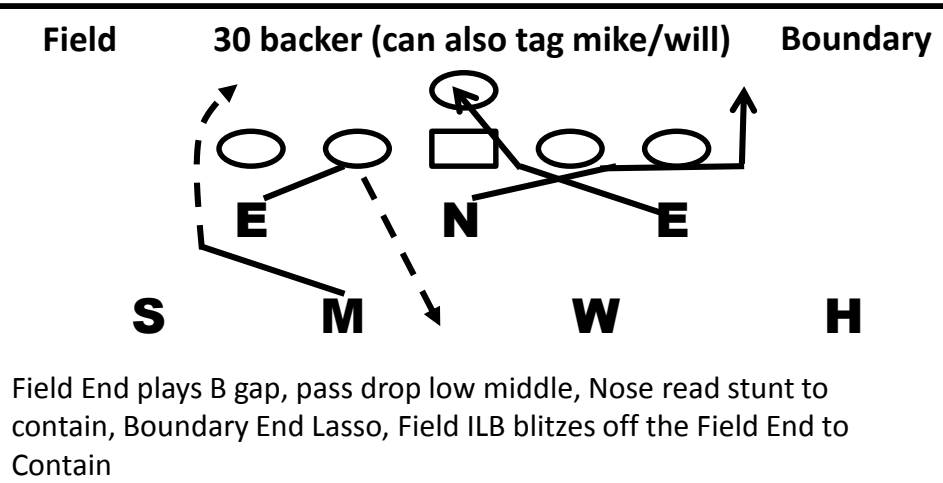 Field 30 backer (can also tag mike/will) Boundary
E N E
S M W H
Field End plays B gap, pass drop low middle, Nose read stunt to
contain, Boundary End Lasso, Field ILB blitzes off the Field End to
Contain